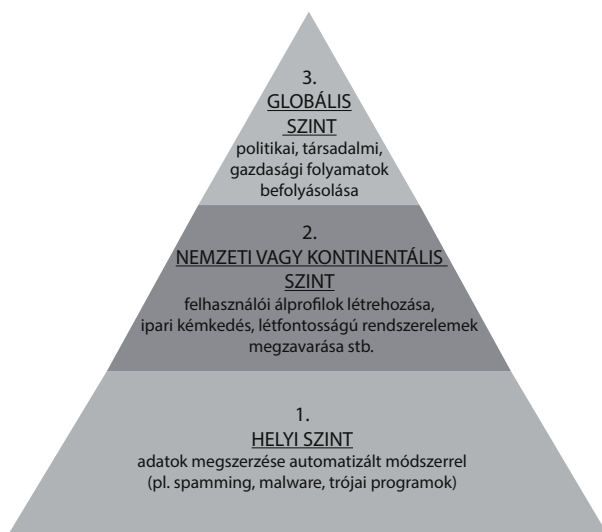 3.
GLOBÁLIS
SZINT
politikai, társadalmi,
gazdasági folyamatok
befolyásolása
2.
NEMZETI VAGY KONTINENTÁLIS
SZINT
felhasználói álprofilok létrehozása,
ipari kémkedés, létfontosságú rendszerelemek
megzavarása stb.
1.
HELYI SZINT
adatok megszerzése automatizált módszerrel
(pl. spamming, malware, trójai programok)